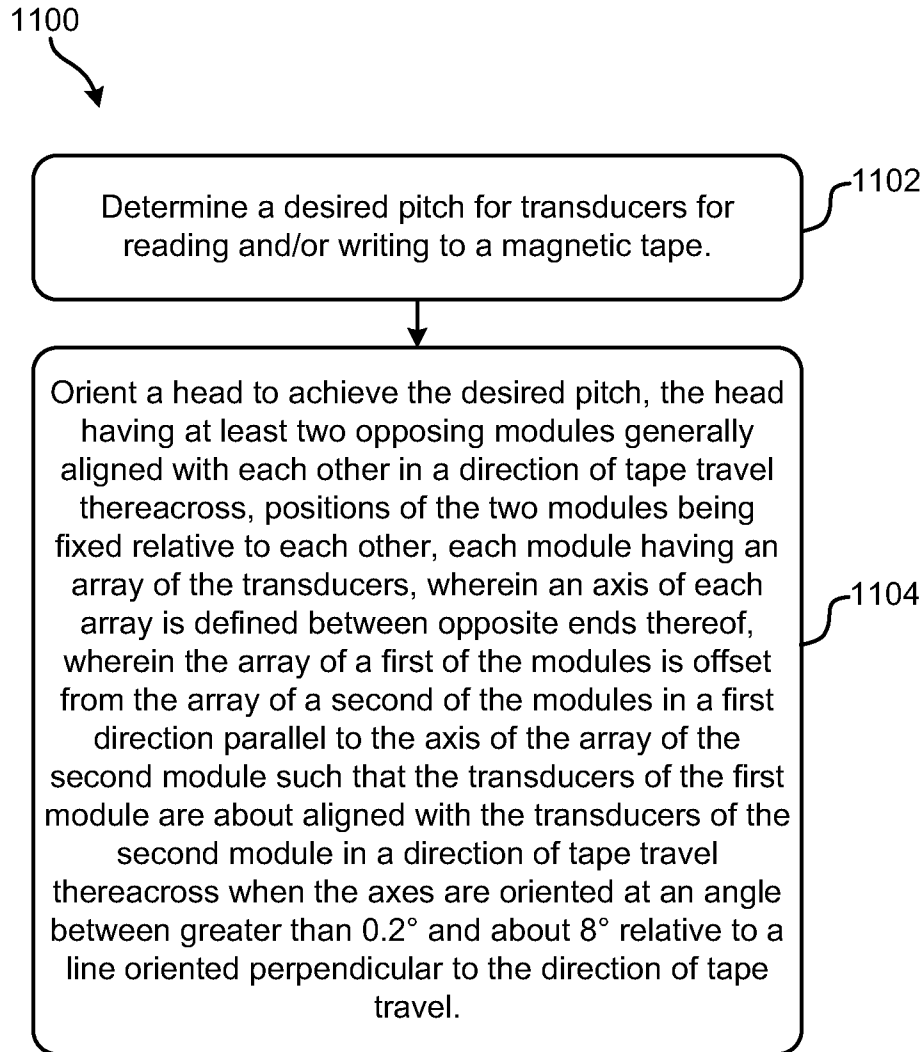 1100
1102
Determine a desired pitch for transducers for
reading and/or writing to a magnetic tape.
Orient a head to achieve the desired pitch, the head
having at least two opposing modules generally
aligned with each other in a direction of tape travel
thereacross, positions of the two modules being
fixed relative to each other, each module having an
array of the transducers, wherein an axis of each
array is defined between opposite ends thereof,
wherein the array of a first of the modules is offset
from the array of a second of the modules in a first
direction parallel to the axis of the array of the
second module such that the transducers of the first
module are about aligned with the transducers of the
second module in a direction of tape travel
thereacross when the axes are oriented at an angle
between greater than 0.2° and about 8° relative to a
line oriented perpendicular to the direction of tape
travel.
1104